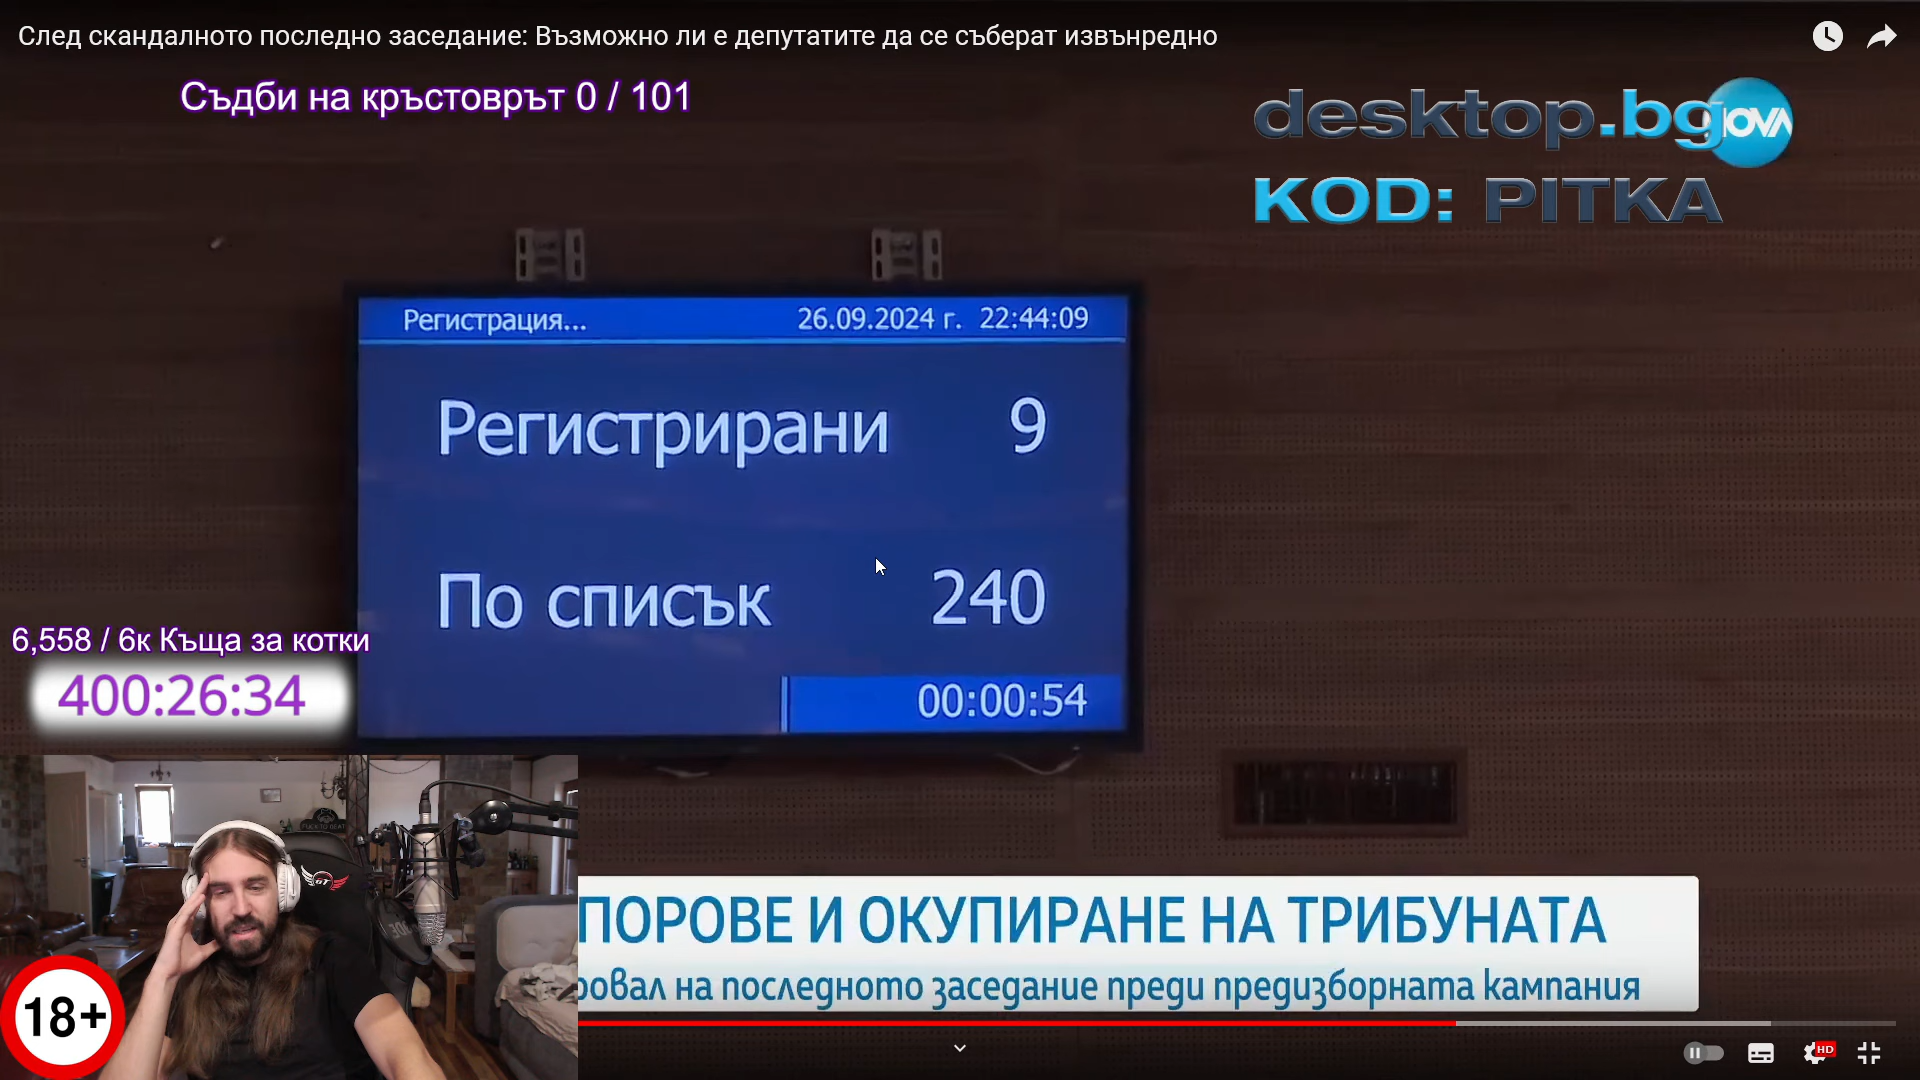 След скандалното последно заседание: Възможно ли е депутатите да се съберат извънредно
Съдби на кръстоврът 0 / 101
desktop.bg
NOVA
KOD: PITKA
Регистрация... 26.09.2024 г. 22:44:09
Регистрирани 9
По списък 240
00:00:54
6,558 / 6к Къща за котки
400:26:34
ПОРОВЕ И ОКУПИРАНЕ НА ТРИБУНАТА
ровал на последното заседание преди предизборната кампания
18+
HD